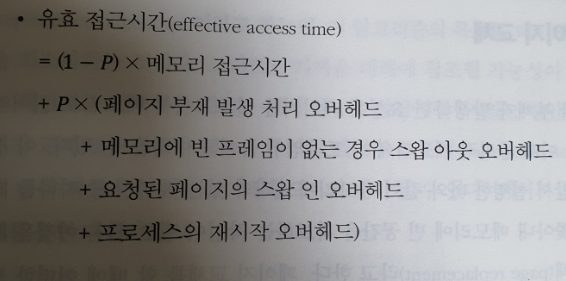 • 유효 접근시간(effective access time)
= (1 − P) × 메모리 접근시간
+ P × (페이지 부재 발생 처리 오버헤드
+ 메모리에 빈 프레임이 없는 경우 스왑 아웃 오버헤드
+ 요청된 페이지의 스왑 인 오버헤드
+ 프로세스의 재시작 오버헤드)